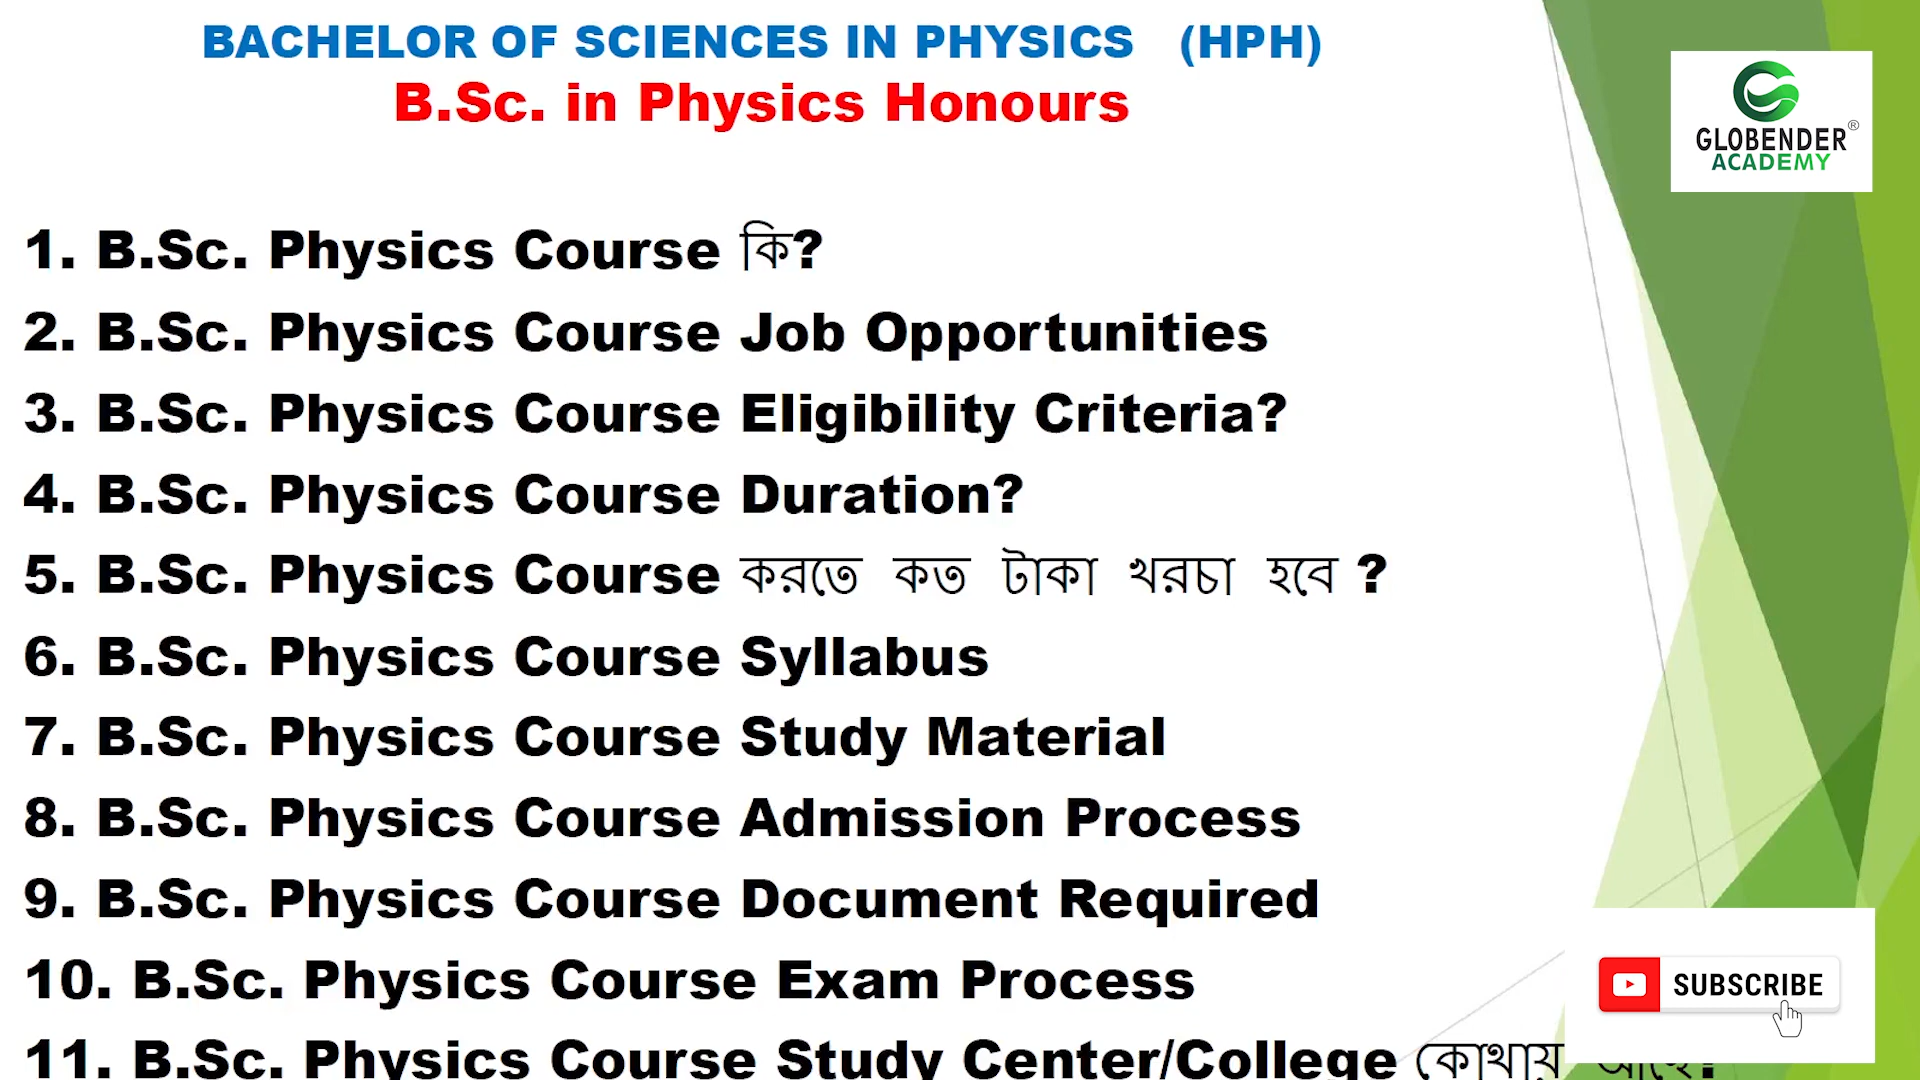 BACHELOR OF SCIENCES IN PHYSICS (HPH)
B.Sc. in Physics Honours
GLOBENDER®
ACADEMY
1. B.Sc. Physics Course কি?
2. B.Sc. Physics Course Job Opportunities
3. B.Sc. Physics Course Eligibility Criteria?
4. B.Sc. Physics Course Duration?
5. B.Sc. Physics Course করতে কত টাকা খরচা হবে ?
6. B.Sc. Physics Course Syllabus
7. B.Sc. Physics Course Study Material
8. B.Sc. Physics Course Admission Process
9. B.Sc. Physics Course Document Required
10. B.Sc. Physics Course Exam Process
11. B.Sc. Physics Course Study Center/College কোথায়
SUBSCRIBE